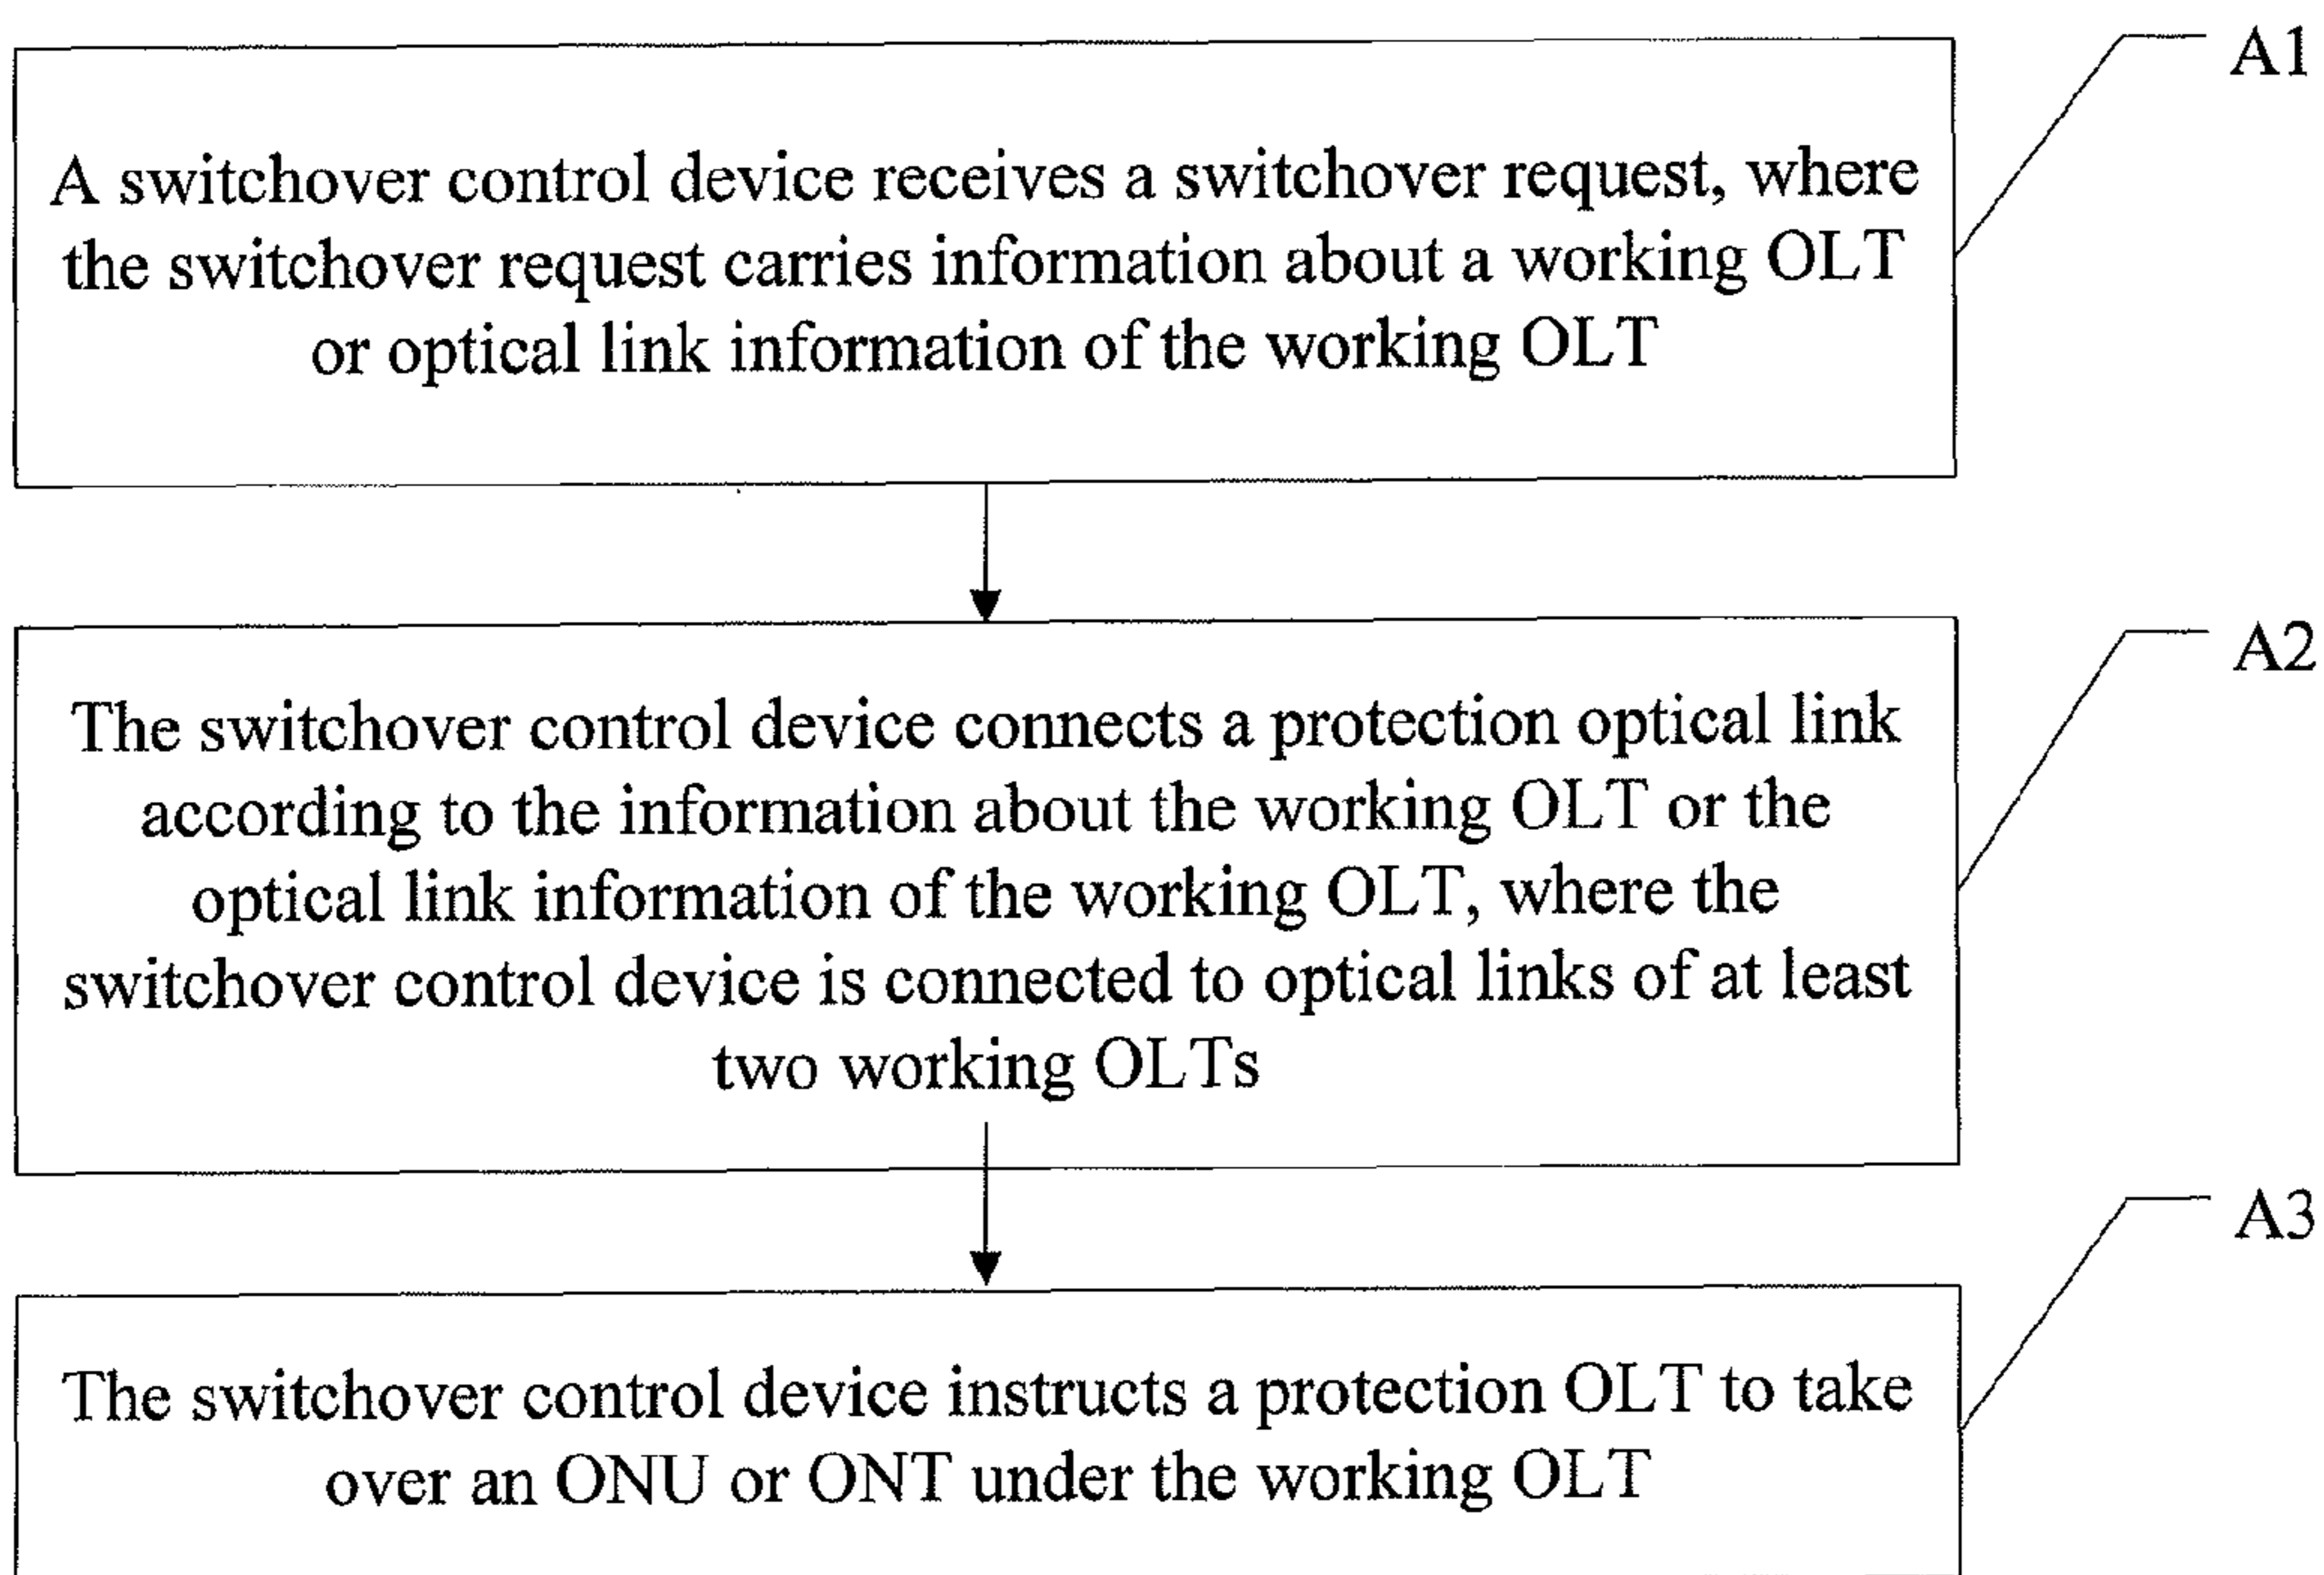 A1
A switchover control device receives a switchover request, where
the switchover request carries information about a working OLT
or optical link information of the working OLT
A2
The switchover control device connects a protection optical link
according to the information about the working OLT or the
optical link information of the working OLT, where the
switchover control device is connected to optical links of at least
two working OLTs
A3
The switchover control device instructs a protection OLT to take
over an ONU or ONT under the working OLT